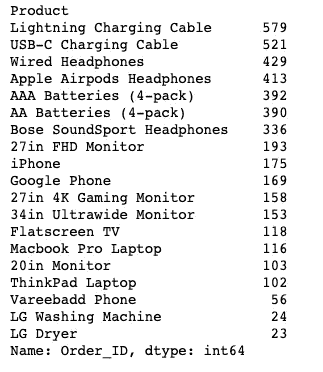 Product
Lightning Charging Cable 579
USB-C Charging Cable 521
Wired Headphones 429
Apple Airpods Headphones 413
AAA Batteries (4-pack) 392
AA Batteries (4-pack) 390
Bose SoundSport Headphones 336
27in FHD Monitor 193
iPhone 175
Google Phone 169
27in 4K Gaming Monitor 158
34in Ultrawide Monitor 153
Flatscreen TV 118
Macbook Pro Laptop 116
20in Monitor 103
ThinkPad Laptop 102
Vareebadd Phone 56
LG Washing Machine 24
LG Dryer 23
Name: Order_ID, dtype: int64